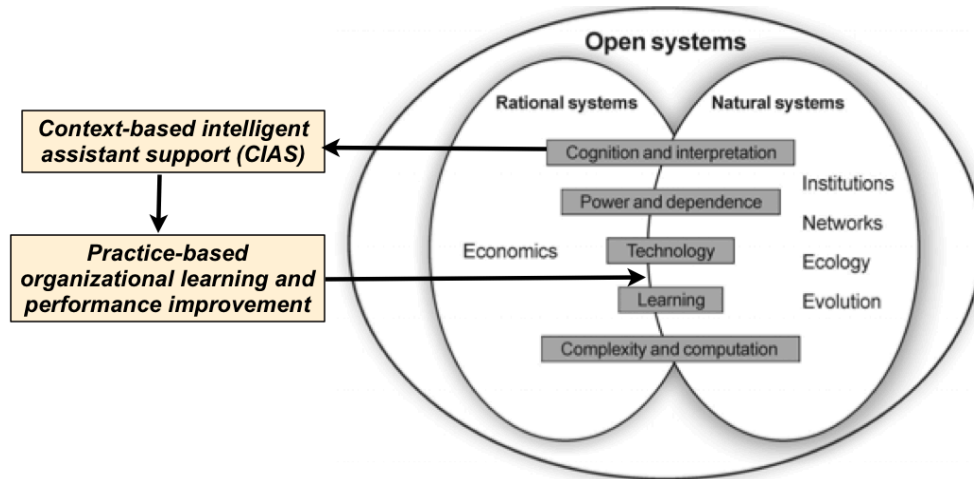 Open systems
Rational systems
Natural systems
Context-based intelligent
assistant support (CIAS)
Cognition and interpretation
Institutions
Power and dependence
Networks
Practice-based
organizational learning and
performance improvement
Economics
Technology
Ecology
Learning
Evolution
Complexity and computation